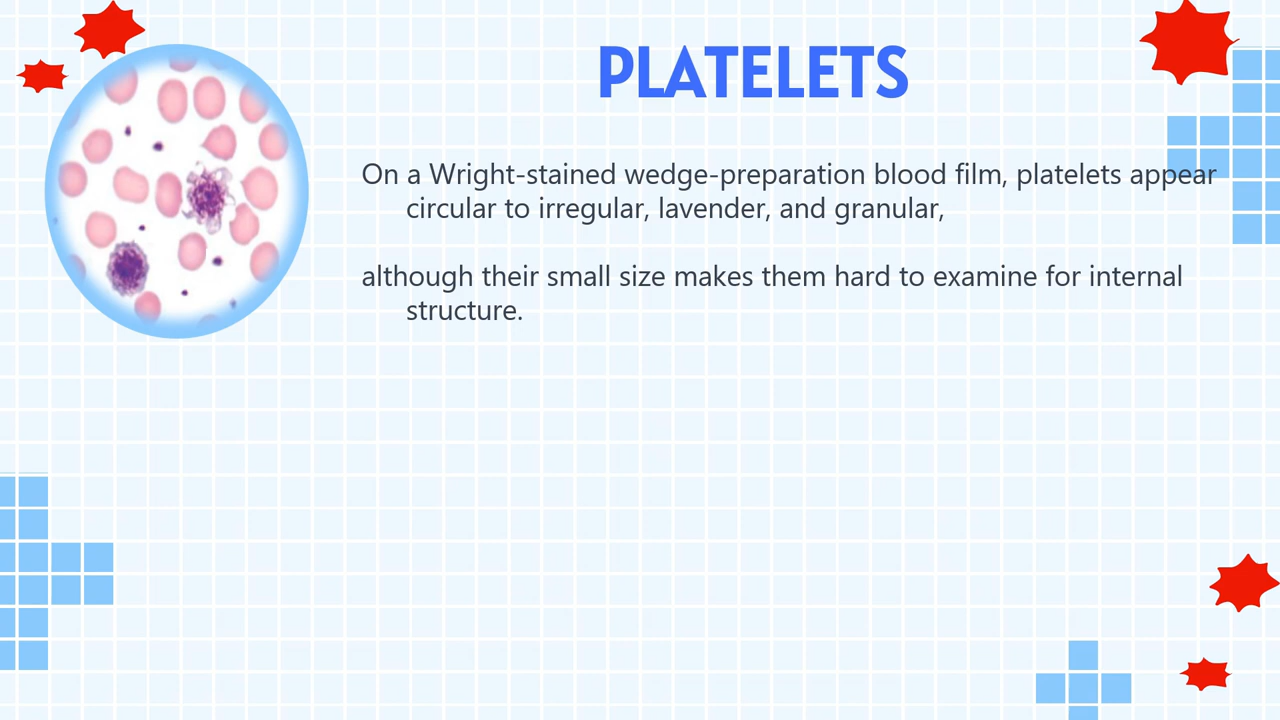 PLATELETS
On a Wright-stained wedge-preparation blood film, platelets appear
circular to irregular, lavender, and granular,
although their small size makes them hard to examine for internal
structure.